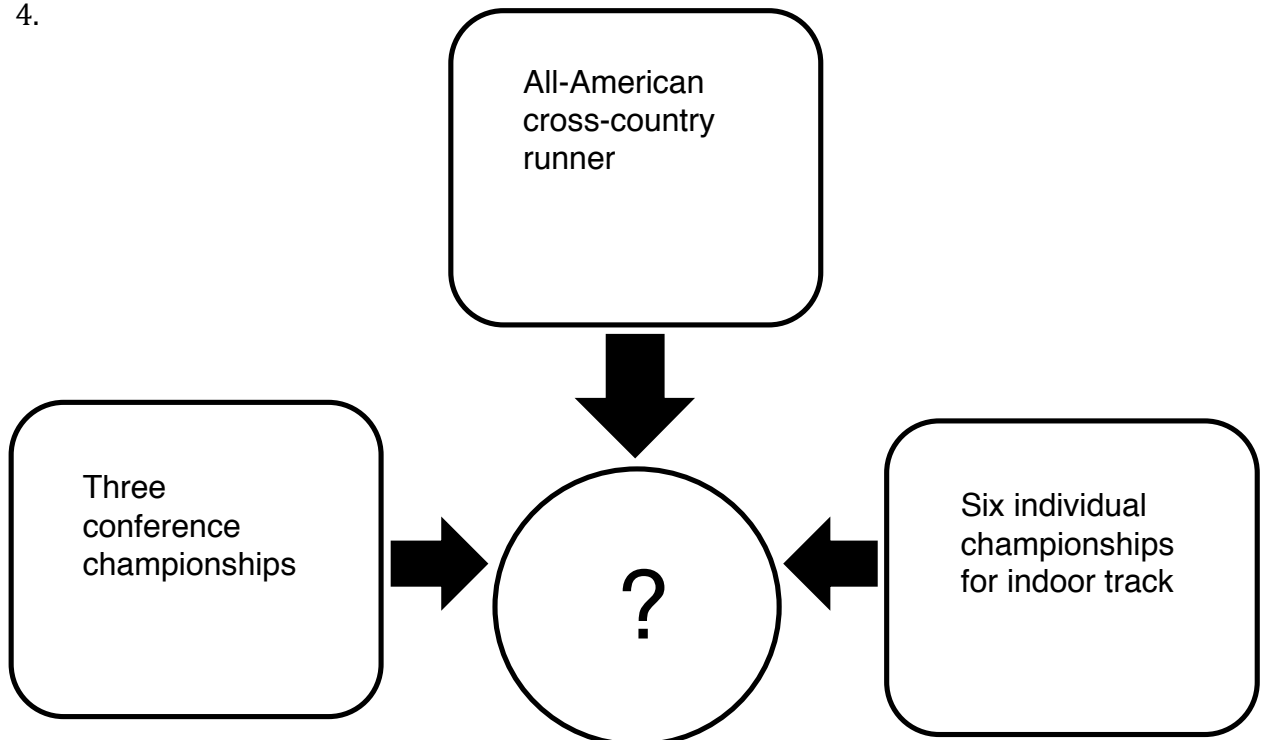 4.
All-American
cross-country
runner
Three
conference
championships
?
Six individual
championships
for indoor track